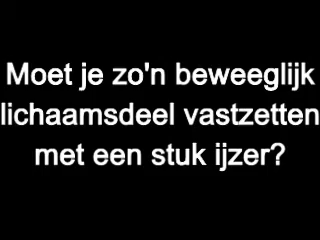 Moet je zo'n beweeglijk
lichaamsdeel vastzetten
met een stuk ijzer?